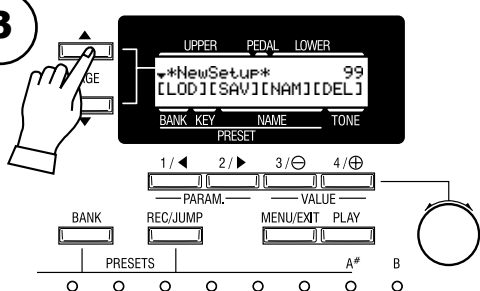 3
UPPER PEDAL LOWER
*NewSetup* 99
[LOD][SAV][NAM][DEL]
BANK KEY NAME TONE
PRESET
1/◀ 2/▶ 3/⊖ 4/⊕
PARAM. VALUE
BANK REC/JUMP MENU/EXIT PLAY
PRESETS A# B